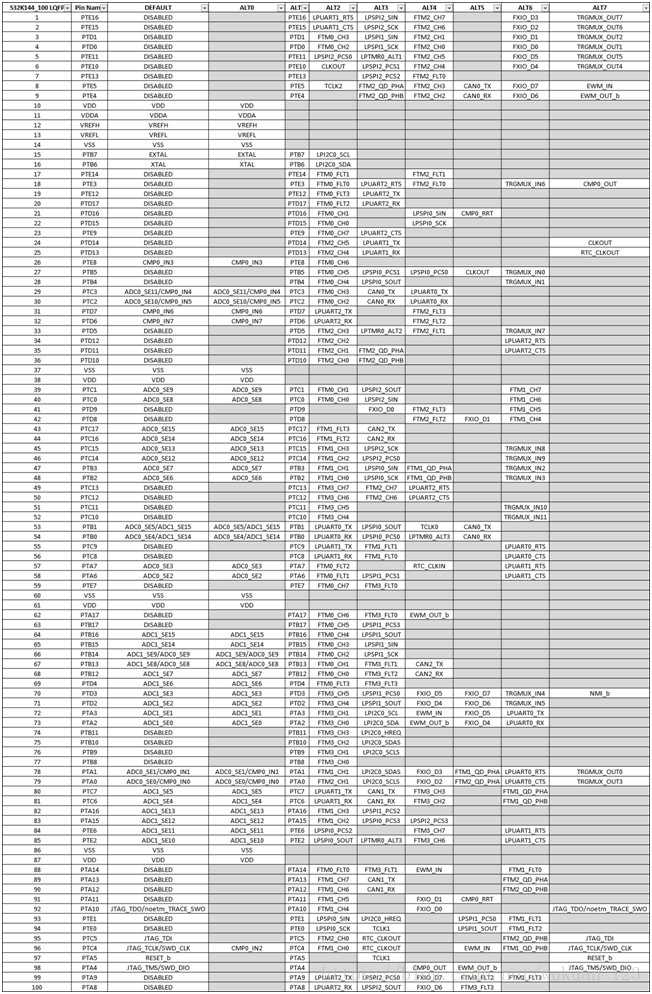 S32K144_100 LQFP Pin Nam DEFAULT ALT0 ALT ALT2 ALT3 ALT4 ALT5 ALT6 ALT7
1 PTE16 DISABLED PTE16 LPUART1_RTS LPSPI2_SIN FTM2_CH7 FXIO_D3 TRGMUX_OUT7
2 PTE15 DISABLED PTE15 LPUART1_CTS LPSPI2_SCK FTM2_CH6 FXIO_D2 TRGMUX_OUT6
3 PTD1 DISABLED PTD1 FTM0_CH3 LPSPI1_SIN FTM2_CH1 FXIO_D1 TRGMUX_OUT2
4 PTD0 DISABLED PTD0 FTM0_CH2 LPSPI1_SCK FTM2_CH0 FXIO_D0 TRGMUX_OUT1
5 PTE11 DISABLED PTE11 LPSPI2_PCS0 LPTMR0_ALT1 FTM2_CH5 FXIO_D5 TRGMUX_OUT5
6 PTE10 DISABLED PTE10 CLKOUT LPSPI2_PCS1 FTM2_CH4 FXIO_D4 TRGMUX_OUT4
7 PTE13 DISABLED PTE13 LPSPI2_PCS2 FTM2_FLT0
8 PTE5 DISABLED PTE5 TCLK2 FTM2_QD_PHA FTM2_CH3 CAN0_TX FXIO_D7 EWM_IN
9 PTE4 DISABLED PTE4 FTM2_QD_PHB FTM2_CH2 CAN0_RX FXIO_D6 EWM_OUT_b
10 VDD VDD VDD
11 VDDA VDDA VDDA
12 VREFH VREFH VREFH
13 VREFL VREFL VREFL
14 VSS VSS VSS
15 PTB7 EXTAL EXTAL PTB7 LPI2C0_SCL
16 PTB6 XTAL XTAL PTB6 LPI2C0_SDA
17 PTE14 DISABLED PTE14 FTM0_FLT1 FTM2_FLT1
18 PTE3 DISABLED PTE3 FTM0_FLT0 LPUART2_RTS FTM2_FLT0 TRGMUX_IN6 CMP0_OUT
19 PTE12 DISABLED PTE12 FTM0_FLT3 LPUART2_TX
20 PTD17 DISABLED PTD17 FTM0_FLT2 LPUART2_RX
21 PTD16 DISABLED PTD16 FTM0_CH1 LPSPI0_SIN CMP0_RRT
22 PTD15 DISABLED PTD15 FTM0_CH0 LPSPI0_SCK
23 PTE9 DISABLED PTE9 FTM0_CH7 LPUART2_CTS
24 PTD14 DISABLED PTD14 FTM2_CH5 LPUART1_TX CLKOUT
25 PTD13 DISABLED PTD13 FTM2_CH4 LPUART1_RX RTC_CLKOUT
26 PTE8 CMP0_IN3 CMP0_IN3 PTE8 FTM0_CH6
27 PTB5 DISABLED PTB5 FTM0_CH5 LPSPI0_PCS1 LPSPI0_PCS0 CLKOUT TRGMUX_IN0
28 PTB4 DISABLED PTB4 FTM0_CH4 LPSPI0_SOUT TRGMUX_IN1
29 PTC3 ADC0_SE11/CMP0_IN4 ADC0_SE11/CMP0_IN4 PTC3 FTM0_CH3 CAN0_TX LPUART0_TX
30 PTC2 ADC0_SE10/CMP0_IN5 ADC0_SE10/CMP0_IN5 PTC2 FTM0_CH2 CAN0_RX LPUART0_RX
31 PTD7 CMP0_IN6 CMP0_IN6 PTD7 LPUART2_TX FTM2_FLT3
32 PTD6 CMP0_IN7 CMP0_IN7 PTD6 LPUART2_RX FTM2_FLT2
33 PTD5 DISABLED PTD5 FTM2_CH3 LPTMR0_ALT2 FTM2_FLT1 TRGMUX_IN7
34 PTD12 DISABLED PTD12 FTM2_CH2 LPUART2_RTS
35 PTD11 DISABLED PTD11 FTM2_CH1 FTM2_QD_PHA LPUART2_CTS
36 PTD10 DISABLED PTD10 FTM2_CH0 FTM2_QD_PHB
37 VSS VSS VSS
38 VDD VDD VDD
39 PTC1 ADC0_SE9 ADC0_SE9 PTC1 FTM0_CH1 LPSPI2_SOUT FTM1_CH7
40 PTC0 ADC0_SE8 ADC0_SE8 PTC0 FTM0_CH0 LPSPI2_SIN FTM1_CH6
41 PTD9 DISABLED PTD9 FXIO_D0 FTM2_FLT3 FTM1_CH5
42 PTD8 DISABLED PTD8 FTM2_FLT2 FXIO_D1 FTM1_CH4
43 PTC17 ADC0_SE15 ADC0_SE15 PTC17 FTM1_FLT3 CAN2_TX
44 PTC16 ADC0_SE14 ADC0_SE14 PTC16 FTM1_FLT2 CAN2_RX
45 PTC15 ADC0_SE13 ADC0_SE13 PTC15 FTM1_CH3 LPSPI2_SCK TRGMUX_IN8
46 PTC14 ADC0_SE12 ADC0_SE12 PTC14 FTM1_CH2 LPSPI2_PCS0 TRGMUX_IN9
47 PTB3 ADC0_SE7 ADC0_SE7 PTB3 FTM1_CH1 LPSPI0_SIN FTM1_QD_PHA TRGMUX_IN2
48 PTB2 ADC0_SE6 ADC0_SE6 PTB2 FTM1_CH0 LPSPI0_SCK FTM1_QD_PHB TRGMUX_IN3
49 PTC13 DISABLED PTC13 FTM3_CH7 FTM2_CH7 LPUART2_RTS
50 PTC12 DISABLED PTC12 FTM3_CH6 FTM2_CH6 LPUART2_CTS
51 PTC11 DISABLED PTC11 FTM3_CH5 TRGMUX_IN10
52 PTC10 DISABLED PTC10 FTM3_CH4 TRGMUX_IN11
53 PTB1 ADC0_SE5/ADC1_SE15 ADC0_SE5/ADC1_SE15 PTB1 LPUART0_TX LPSPI0_SOUT TCLK0 CAN0_TX
54 PTB0 ADC0_SE4/ADC1_SE14 ADC0_SE4/ADC1_SE14 PTB0 LPUART0_RX LPSPI0_PCS0 LPTMR0_ALT3 CAN0_RX
55 PTC9 DISABLED PTC9 LPUART1_TX FTM1_FLT1 LPUART0_RTS
56 PTC8 DISABLED PTC8 LPUART1_RX FTM1_FLT0 LPUART0_CTS
57 PTA7 ADC0_SE3 ADC0_SE3 PTA7 FTM0_FLT2 RTC_CLKIN LPUART1_RTS
58 PTA6 ADC0_SE2 ADC0_SE2 PTA6 FTM0_FLT1 LPSPI1_PCS1 LPUART1_CTS
59 PTE7 DISABLED PTE7 FTM0_CH7 FTM3_FLT0
60 VSS VSS VSS
61 VDD VDD VDD
62 PTA17 DISABLED PTA17 FTM0_CH6 FTM3_FLT0 EWM_OUT_b
63 PTB17 DISABLED PTB17 FTM0_CH5 LPSPI1_PCS3
64 PTB16 ADC1_SE15 ADC1_SE15 PTB16 FTM0_CH4 LPSPI1_SOUT
65 PTB15 ADC1_SE14 ADC1_SE14 PTB15 FTM0_CH3 LPSPI1_SIN
66 PTB14 ADC1_SE9/ADC0_SE9 ADC1_SE9/ADC0_SE9 PTB14 FTM0_CH2 LPSPI1_SCK
67 PTB13 ADC1_SE8/ADC0_SE8 ADC1_SE8/ADC0_SE8 PTB13 FTM0_CH1 FTM3_FLT1 CAN2_TX
68 PTB12 ADC1_SE7 ADC1_SE7 PTB12 FTM0_CH0 FTM3_FLT2 CAN2_RX
69 PTD4 ADC1_SE6 ADC1_SE6 PTD4 FTM0_FLT3 FTM3_FLT3
70 PTD3 ADC1_SE3 ADC1_SE3 PTD3 FTM3_CH5 LPSPI1_PCS0 FXIO_D5 FXIO_D7 TRGMUX_IN4 NMI_b
71 PTD2 ADC1_SE2 ADC1_SE2 PTD2 FTM3_CH4 LPSPI1_SOUT FXIO_D4 FXIO_D6 TRGMUX_IN5
72 PTA3 ADC1_SE1 ADC1_SE1 PTA3 FTM3_CH1 LPI2C0_SCL EWM_IN FXIO_D5 LPUART0_TX
73 PTA2 ADC1_SE0 ADC1_SE0 PTA2 FTM3_CH0 LPI2C0_SDA EWM_OUT_b FXIO_D4 LPUART0_RX
74 PTB11 DISABLED PTB11 FTM3_CH3 LPI2C0_HREQ
75 PTB10 DISABLED PTB10 FTM3_CH2 LPI2C0_SDAS
76 PTB9 DISABLED PTB9 FTM3_CH1 LPI2C0_SCLS
77 PTB8 DISABLED PTB8 FTM3_CH0
78 PTA1 ADC0_SE1/CMP0_IN1 ADC0_SE1/CMP0_IN1 PTA1 FTM1_CH1 LPI2C0_SDAS FXIO_D3 FTM1_QD_PHA LPUART0_RTS TRGMUX_OUT0
79 PTA0 ADC0_SE0/CMP0_IN0 ADC0_SE0/CMP0_IN0 PTA0 FTM2_CH1 LPI2C0_SCLS FXIO_D2 FTM2_QD_PHA LPUART0_CTS TRGMUX_OUT3
80 PTC7 ADC1_SE5 ADC1_SE5 PTC7 LPUART1_TX CAN1_TX FTM3_CH3 FTM1_QD_PHA
81 PTC6 ADC1_SE4 ADC1_SE4 PTC6 LPUART1_RX CAN1_RX FTM3_CH2 FTM1_QD_PHB
82 PTA16 ADC1_SE13 ADC1_SE13 PTA16 FTM1_CH3 LPSPI1_PCS2
83 PTA15 ADC1_SE12 ADC1_SE12 PTA15 FTM1_CH2 LPSPI0_PCS3 LPSPI2_PCS3
84 PTE6 ADC1_SE11 ADC1_SE11 PTE6 LPSPI0_PCS2 FTM3_CH7 LPUART1_RTS
85 PTE2 ADC1_SE10 ADC1_SE10 PTE2 LPSPI0_SOUT LPTMR0_ALT3 FTM3_CH6 LPUART1_CTS
86 VSS VSS VSS
87 VDD VDD VDD
88 PTA14 DISABLED PTA14 FTM0_FLT0 FTM3_FLT1 EWM_IN FTM1_FLT0
89 PTA13 DISABLED PTA13 FTM1_CH7 CAN1_TX FTM2_QD_PHA
90 PTA12 DISABLED PTA12 FTM1_CH6 CAN1_RX FTM2_QD_PHB
91 PTA11 DISABLED PTA11 FTM1_CH5 FXIO_D1 CMP0_RRT
92 PTA10 JTAG_TDO/noetm_TRACE_SWO PTA10 FTM1_CH4 FXIO_D0 JTAG_TDO/noetm_TRACE_SWO
93 PTE1 DISABLED PTE1 LPSPI0_SIN LPI2C0_HREQ LPSPI1_PCS0 FTM1_FLT1
94 PTE0 DISABLED PTE0 LPSPI0_SCK TCLK1 LPSPI1_SOUT FTM1_FLT2
95 PTC5 JTAG_TDI PTC5 FTM2_CH0 RTC_CLKOUT FTM2_QD_PHB JTAG_TDI
96 PTC4 JTAG_TCLK/SWD_CLK CMP0_IN2 PTC4 FTM1_CH0 RTC_CLKOUT EWM_IN FTM1_QD_PHB JTAG_TCLK/SWD_CLK
97 PTA5 RESET_b PTA5 TCLK1 RESET_b
98 PTA4 JTAG_TMS/SWD_DIO PTA4 CMP0_OUT EWM_OUT_b JTAG_TMS/SWD_DIO
99 PTA9 DISABLED PTA9 LPUART2_TX LPSPI2_PCS0 FXIO_D7 FTM3_FLT2 FTM1_FLT3
100 PTA8 DISABLED PTA8 LPUART2_RX LPSPI2_SOUT FXIO_D6 FTM3_FLT3